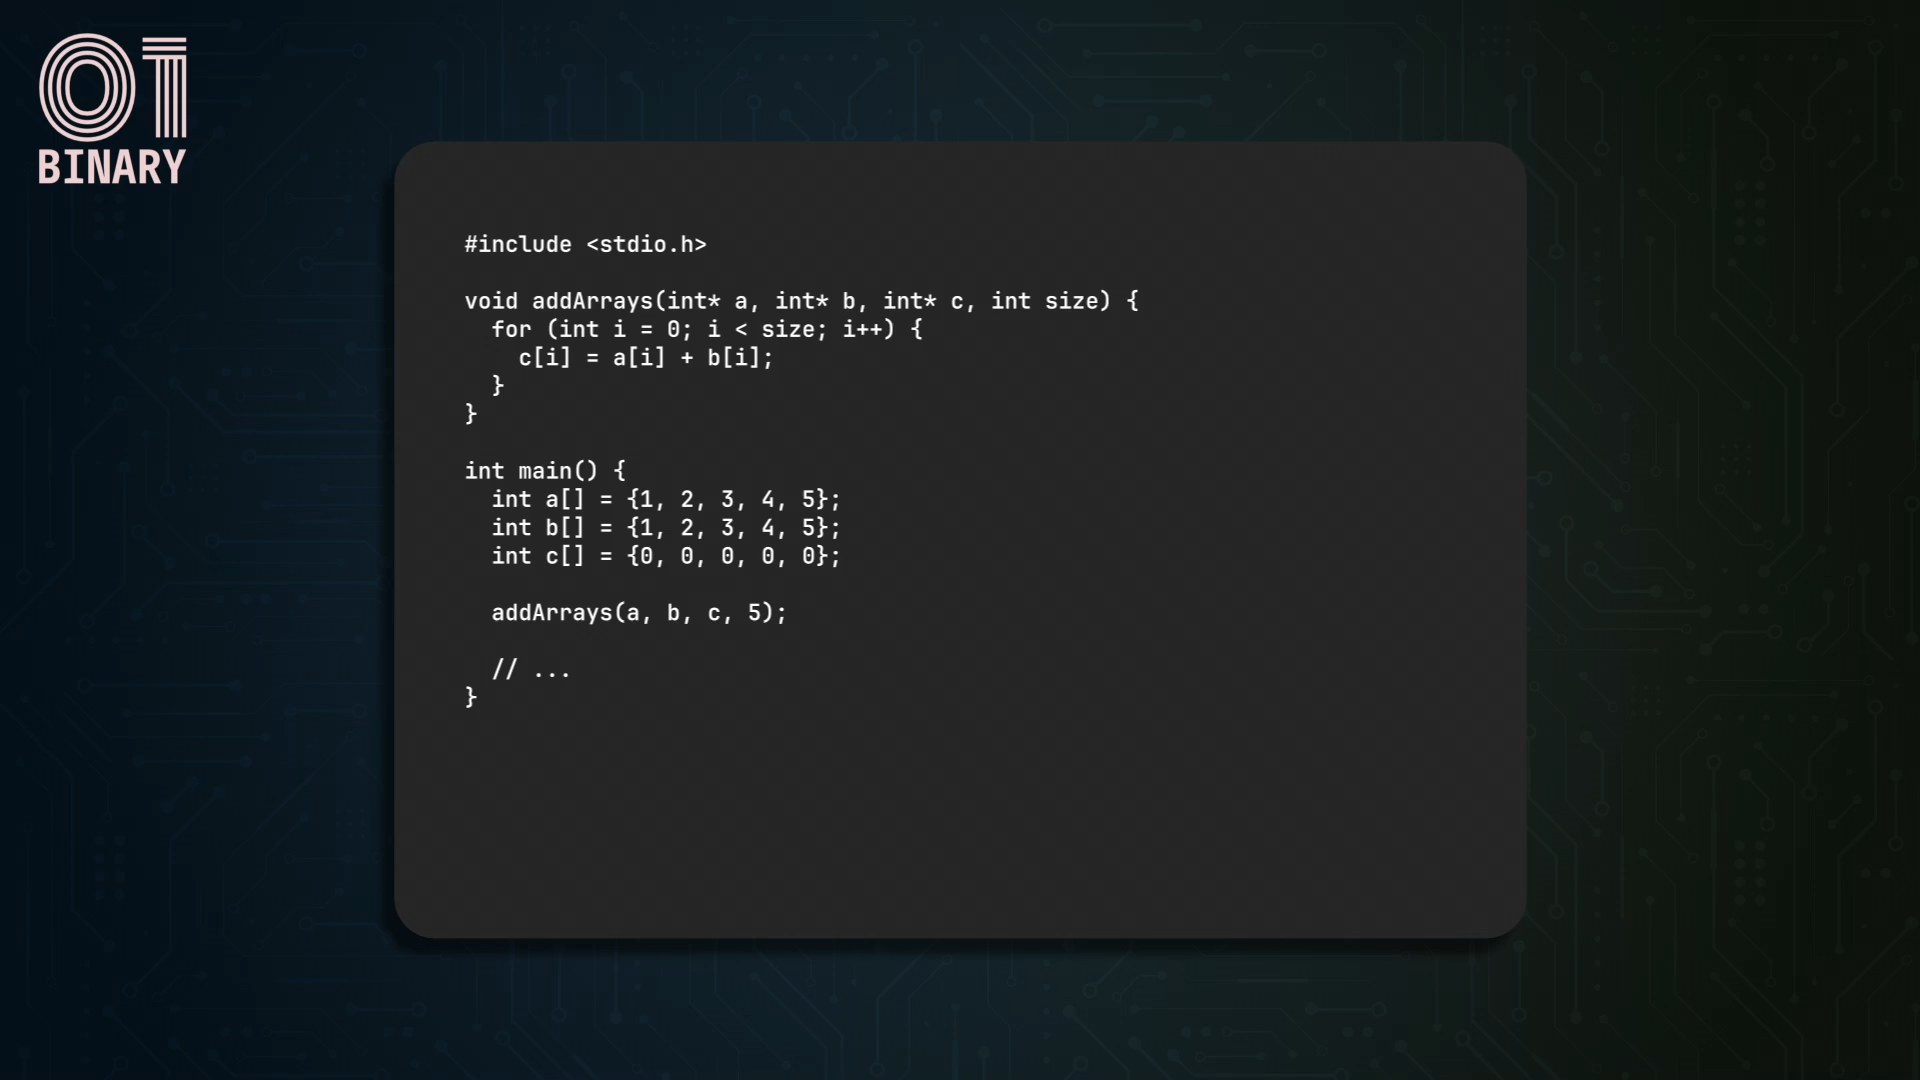 01
BINARY
#include <stdio.h>
void addArrays(int* a, int* b, int* c, int size) {
  for (int i = 0; i < size; i++) {
    c[i] = a[i] + b[i];
  }
}
int main() {
  int a[] = {1, 2, 3, 4, 5};
  int b[] = {1, 2, 3, 4, 5};
  int c[] = {0, 0, 0, 0, 0};
  addArrays(a, b, c, 5);
  // ...
}